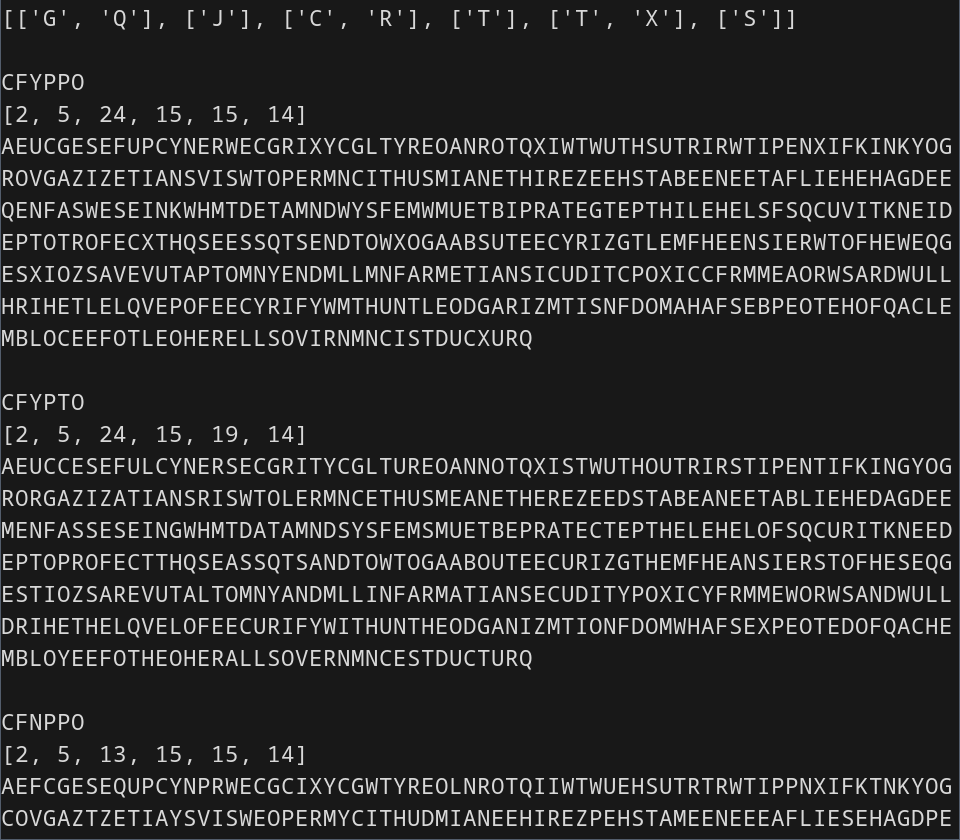 [['G', 'Q'], ['J'], ['C', 'R'], ['T'], ['T', 'X'], ['S']]
CFYPPO
[2, 5, 24, 15, 15, 14]
AEUCGESEFUPCYNERWECGRIXYCGLTYREOANROTQXIWTWUTHSUTRIRWTIPENXIFKINKYOG
ROVGAZIZETIANSVISWTOPERMNCITHUSMIANETHIREZEEHSTABEENEETAFLIEHEHAGDEE
QENFASWESEINKWHMTDETAMNDWYSFEMWMUETBIPRATEGTEPTHILEHELSFSQCUVITKNEID
EPTOTROFECXTHQSEESSQTSENDTOWXOGAABSUTEECYRIZGTLEMFHEENSIERWTOFHEWEQG
ESXIOZSAVEVUTAPTOMNYENDMLLMNFARMETIANSICUDITCPOXICCFRMMEAORWSARDWULL
HRIHETLELQVEPOFEECYRIFYWMTHUNTLEODGARIZMTISNFDOMAHAFSEBPEOTEHOFQACLE
MBLOCEEFOTLEOHERELLSOVIRNMNCISTDUCXURQ
CFYPTO
[2, 5, 24, 15, 19, 14]
AEUCCESEFULCYNERSECGRITYCGLTUREOANNOTQXISTWUTHOUTRIRSTIPENTIFKINGYOG
RORGAZIZATIANSRISWTOLERMNCETHUSMEANETHEREZEEDSTABEANEETABLIEHEDAGDEE
MENFASSESEINGWHMTDATAMNDSYSFEMSMUETBEPRATECTEPTHELEHELOFSQCURITKNEED
EPTOPROFECTTHQSEASSQTSANDTOWTOGAABOUTEECURIZGTHEMFHEANSIERSTOFHESEQG
ESTIOZSAREVUTALTOMNYANDMLLINFARMATIANSECUDITYPOXICYFRMMEWORWSANDWULL
DRIHETHELQVELOFEECURIFYWITHUNTHEODGANIZMTIONFDOMWHAFSEXPEOTEDOFQACHE
MBLOYEEFOTHEOHERALLSOVERNMNCESTDUCTURQ
CFNPPO
[2, 5, 13, 15, 15, 14]
AEFCGESEQUPCYNPRWECGCIXYCGWTYREOLNROTQIIWTWUEHSUTRTRWTIPPNXIFKTNKYOG
COVGAZTZETIAYSVISWEOPERMYCITHUDMIANEEHIREZPEHSTAMEENEEEAFLIESEHAGDPE